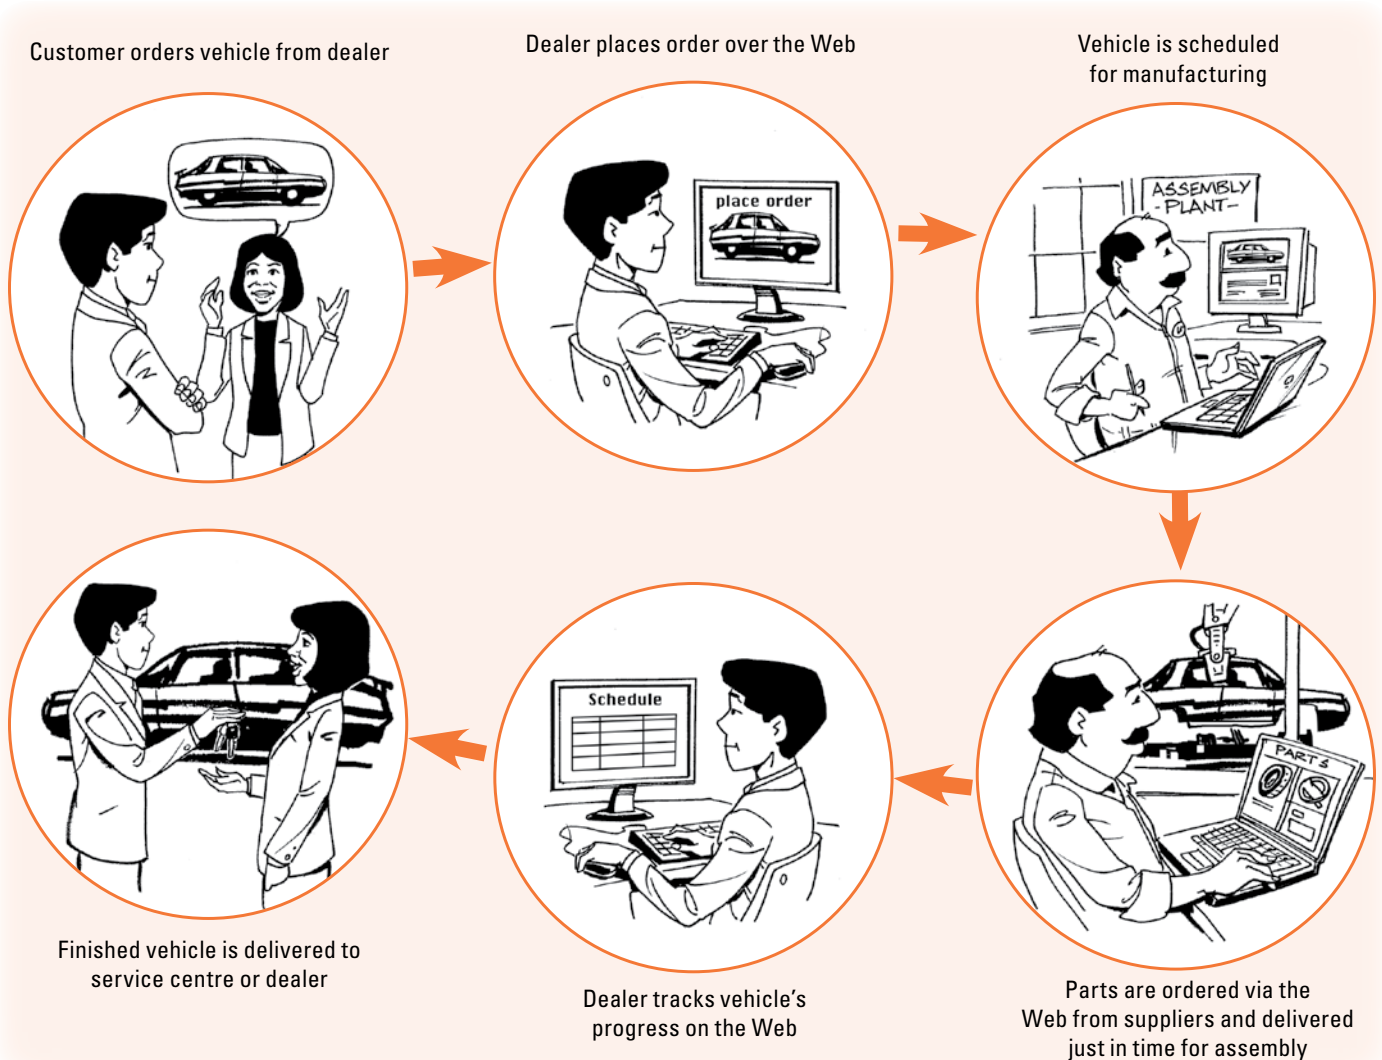 Customer orders vehicle from dealer
Dealer places order over the Web
place order
Vehicle is scheduled
for manufacturing
ASSEMBLY
-PLANT-
PARTS
Parts are ordered via the
Web from suppliers and delivered
just in time for assembly
Schedule
Dealer tracks vehicle's
progress on the Web
Finished vehicle is delivered to
service centre or dealer